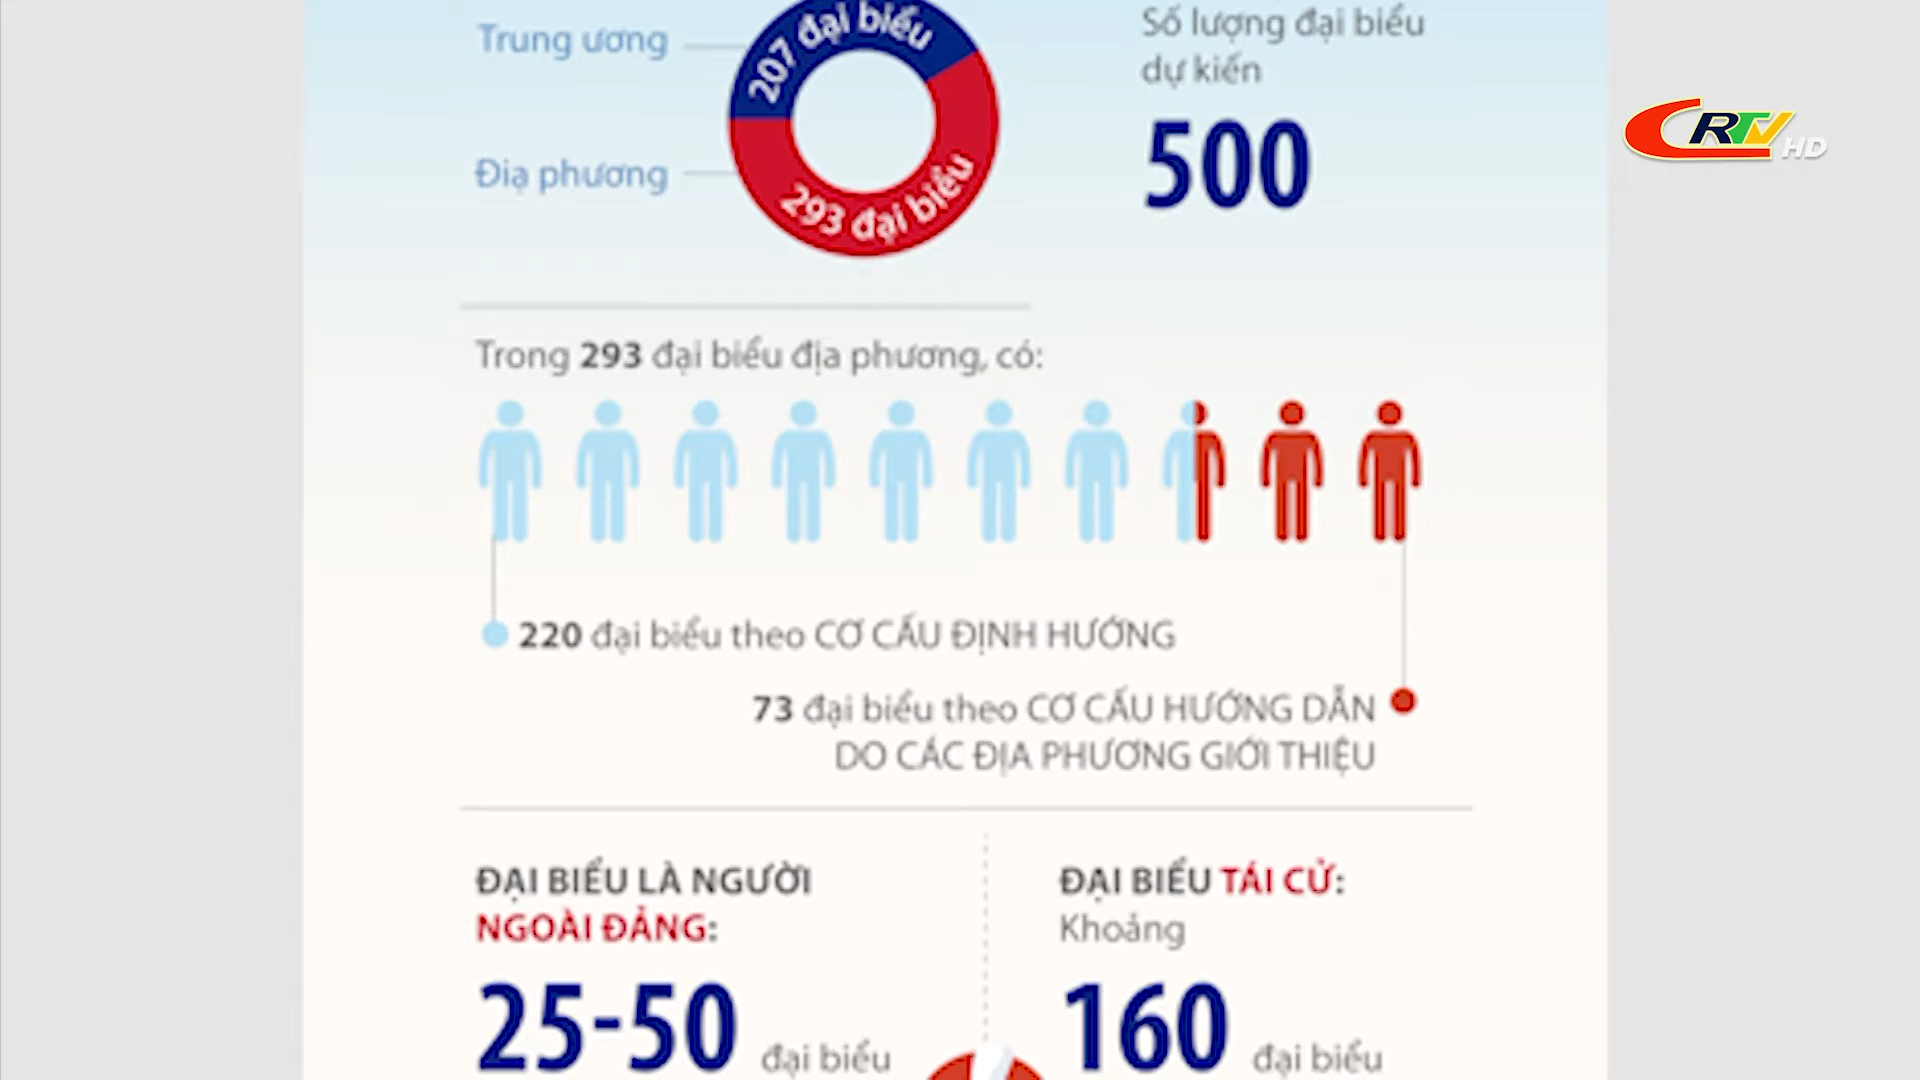 Trung ương
207 đại biểu
Địa phương
293 đại biểu
Số lượng đại biểu
dự kiến
500
CRTV HD
Trong 293 đại biểu địa phương, có:
220 đại biểu theo CƠ CẤU ĐỊNH HƯỚNG
73 đại biểu theo CƠ CẤU HƯỚNG DẪN
DO CÁC ĐỊA PHƯƠNG GIỚI THIỆU
ĐẠI BIỂU LÀ NGƯỜI
NGOÀI ĐẢNG:
25-50 đại biểu
ĐẠI BIỂU TÁI CỬ:
Khoảng
160 đại biểu